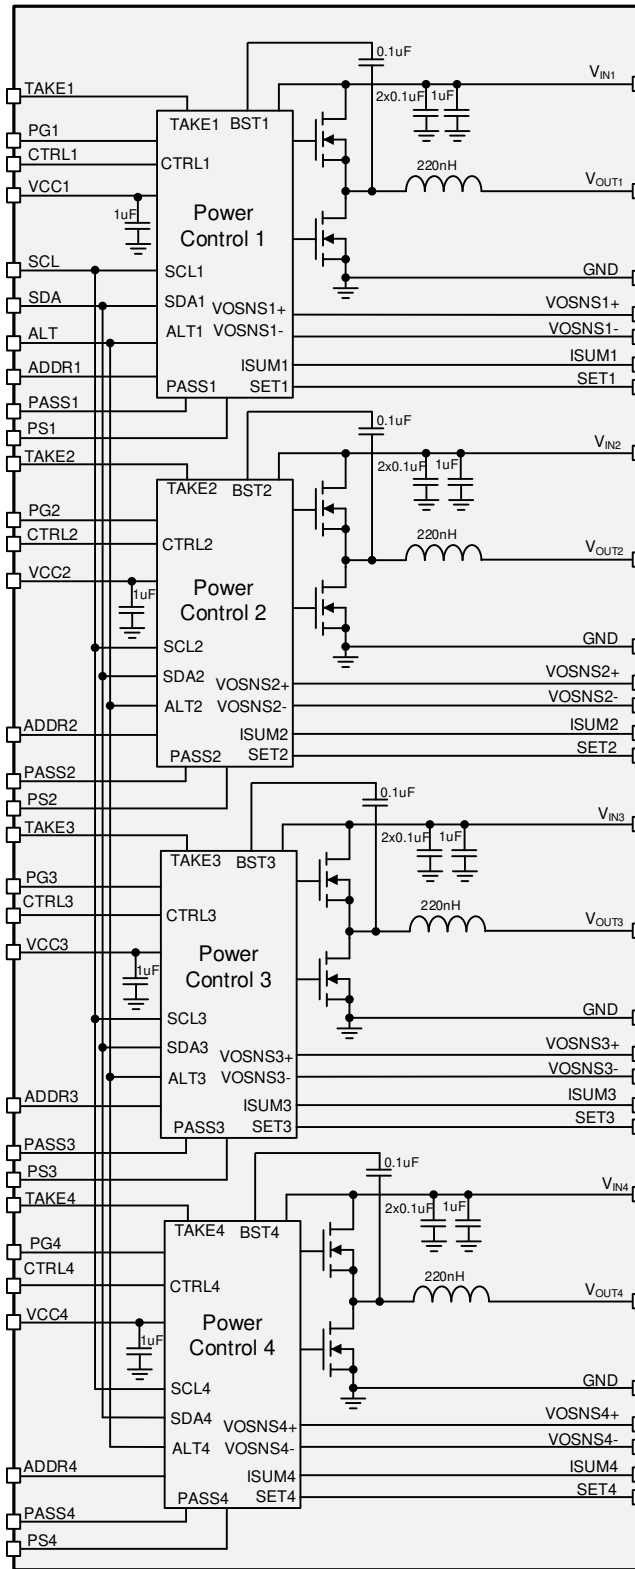 0.1uF
VIN1
TAKE1
2x0.1uF
1uF
TAKE1
BST1
PG1
CTRL1
CTRL1
220nH
VCC1
VOUT1
1uF
Power
Control 1
SCL
SCL1
GND
SDA
SDA1
VOSNS1+
VOSNS1+
ALT
ALT1
VOSNS1-
VOSNS1-
ADDR1
ISUM1
ISUM1
PASS1
SET1
SET1
PASS1
0.1uF
PS1
VIN2
TAKE2
2x0.1uF
1uF
TAKE2
BST2
PG2
CTRL2
CTRL2
220nH
VOUT2
VCC2
1uF
Power
Control 2
SCL2
GND
SDA2
VOSNS2+
VOSNS2+
ALT2
VOSNS2-
VOSNS2-
ADDR2
ISUM2
ISUM2
PASS2
SET2
SET2
PASS2
0.1uF
PS2
VIN3
TAKE3
2x0.1uF
1uF
TAKE3
BST3
PG3
CTRL3
CTRL3
220nH
VOUT3
VCC3
1uF
Power
Control 3
SCL3
GND
SDA3
VOSNS3+
VOSNS3+
ALT3
VOSNS3-
VOSNS3-
ADDR3
ISUM3
ISUM3
PASS3
SET3
SET3
PASS3
0.1uF
PS3
VIN4
TAKE4
2x0.1uF
1uF
TAKE4
BST4
PG4
CTRL4
CTRL4
220nH
VOUT4
VCC4
1uF
Power
Control 4
SCL4
GND
SDA4
VOSNS4+
VOSNS4+
ALT4
VOSNS4-
VOSNS4-
ADDR4
ISUM4
ISUM4
PASS4
SET4
SET4
PASS4
PS4